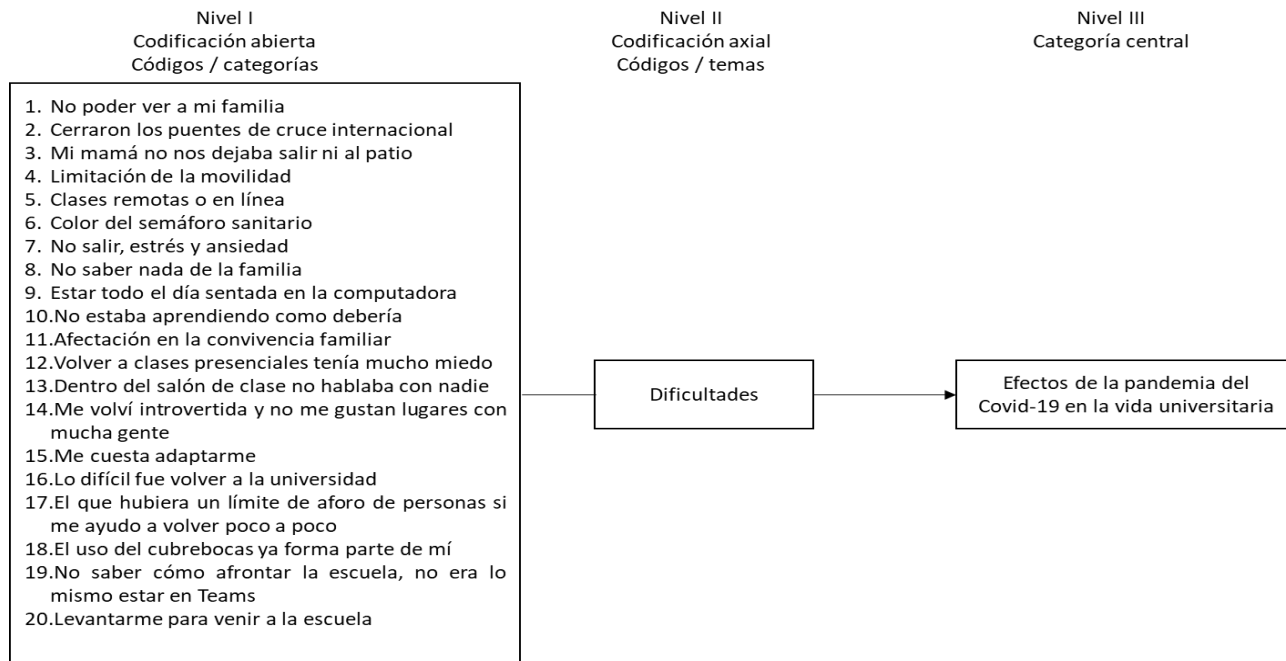 Nivel I
Codificación abierta
Códigos / categorías
Nivel II
Codificación axial
Códigos / temas
Nivel III
Categoría central
1. No poder ver a mi familia
2. Cerraron los puentes de cruce internacional
3. Mi mamá no nos dejaba salir ni al patio
4. Limitación de la movilidad
5. Clases remotas o en línea
6. Color del semáforo sanitario
7. No salir, estrés y ansiedad
8. No saber nada de la familia
9. Estar todo el día sentada en la computadora
10.No estaba aprendiendo como debería
11.Afectación en la convivencia familiar
12.Volver a clases presenciales tenía mucho miedo
13.Dentro del salón de clase no hablaba con nadie
14.Me volví introvertida y no me gustan lugares con
mucha gente
15.Me cuesta adaptarme
16.Lo difícil fue volver a la universidad
17.El que hubiera un límite de aforo de personas si
me ayudo a volver poco a poco
18.El uso del cubrebocas ya forma parte de mí
19.No saber cómo afrontar la escuela, no era lo
mismo estar en Teams
20.Levantarme para venir a la escuela
Dificultades
Efectos de la pandemia del
Covid-19 en la vida universitaria